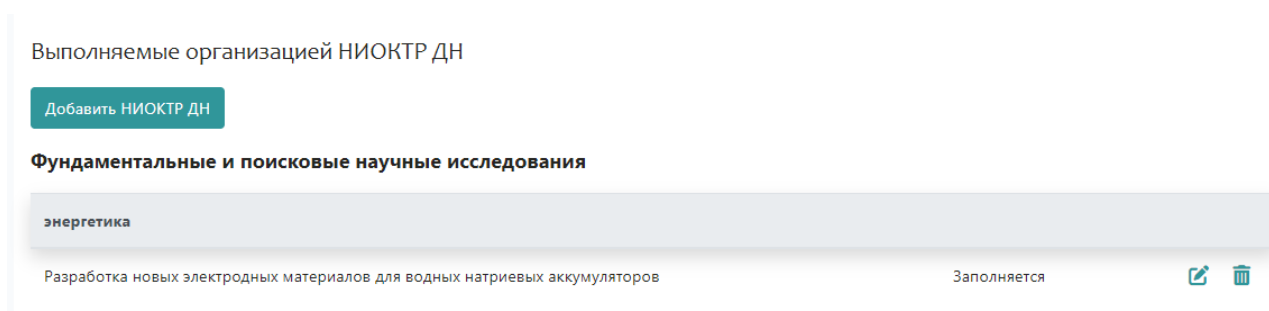 Выполняемые организацией НИОКТР ДН
Добавить НИОКТР ДН
Фундаментальные и поисковые научные исследования
энергетика
Разработка новых электродных материалов для водных натриевых аккумуляторов Заполняется